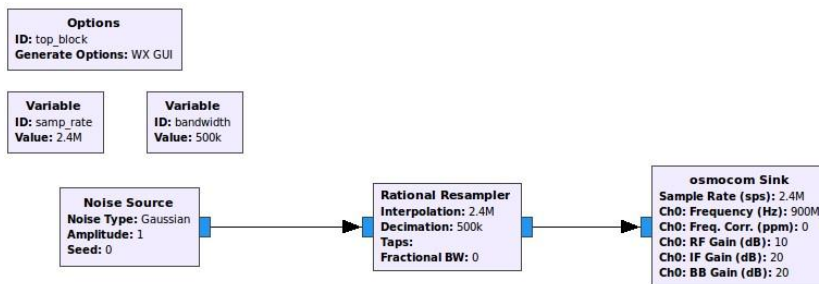 Options
ID: top_block
Generate Options: WX GUI
Variable
ID: samp_rate
Value: 2.4M
Variable
ID: bandwidth
Value: 500k
Noise Source
Noise Type: Gaussian
Amplitude: 1
Seed: 0
Rational Resampler
Interpolation: 2.4M
Decimation: 500k
Taps:
Fractional BW: 0
osmocom Sink
Sample Rate (sps): 2.4M
Ch0: Frequency (Hz): 900M
Ch0: Freq. Corr. (ppm): 0
Ch0: RF Gain (dB): 10
Ch0: IF Gain (dB): 20
Ch0: BB Gain (dB): 20